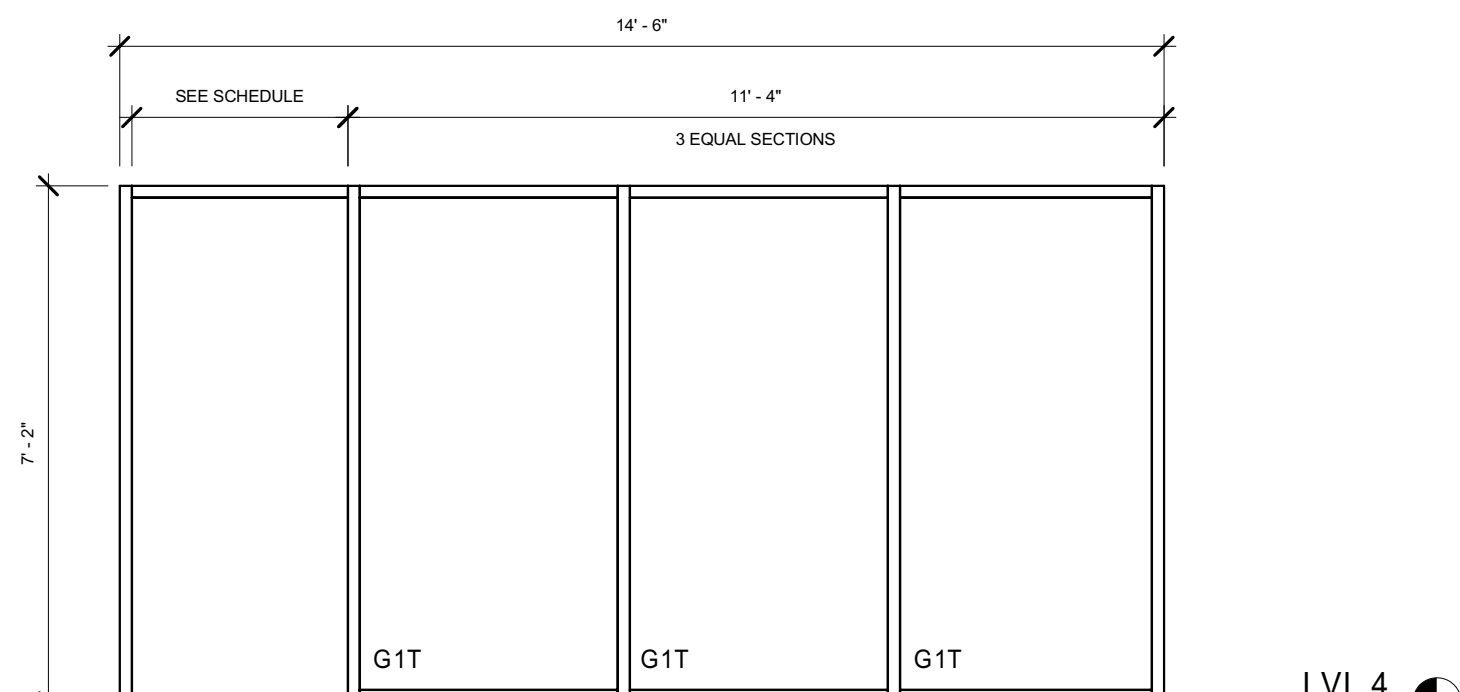 14' - 6"
SEE SCHEDULE
11' - 4"
3 EQUAL SECTIONS
7' - 2"
G1T
G1T
G1T
LVL 4